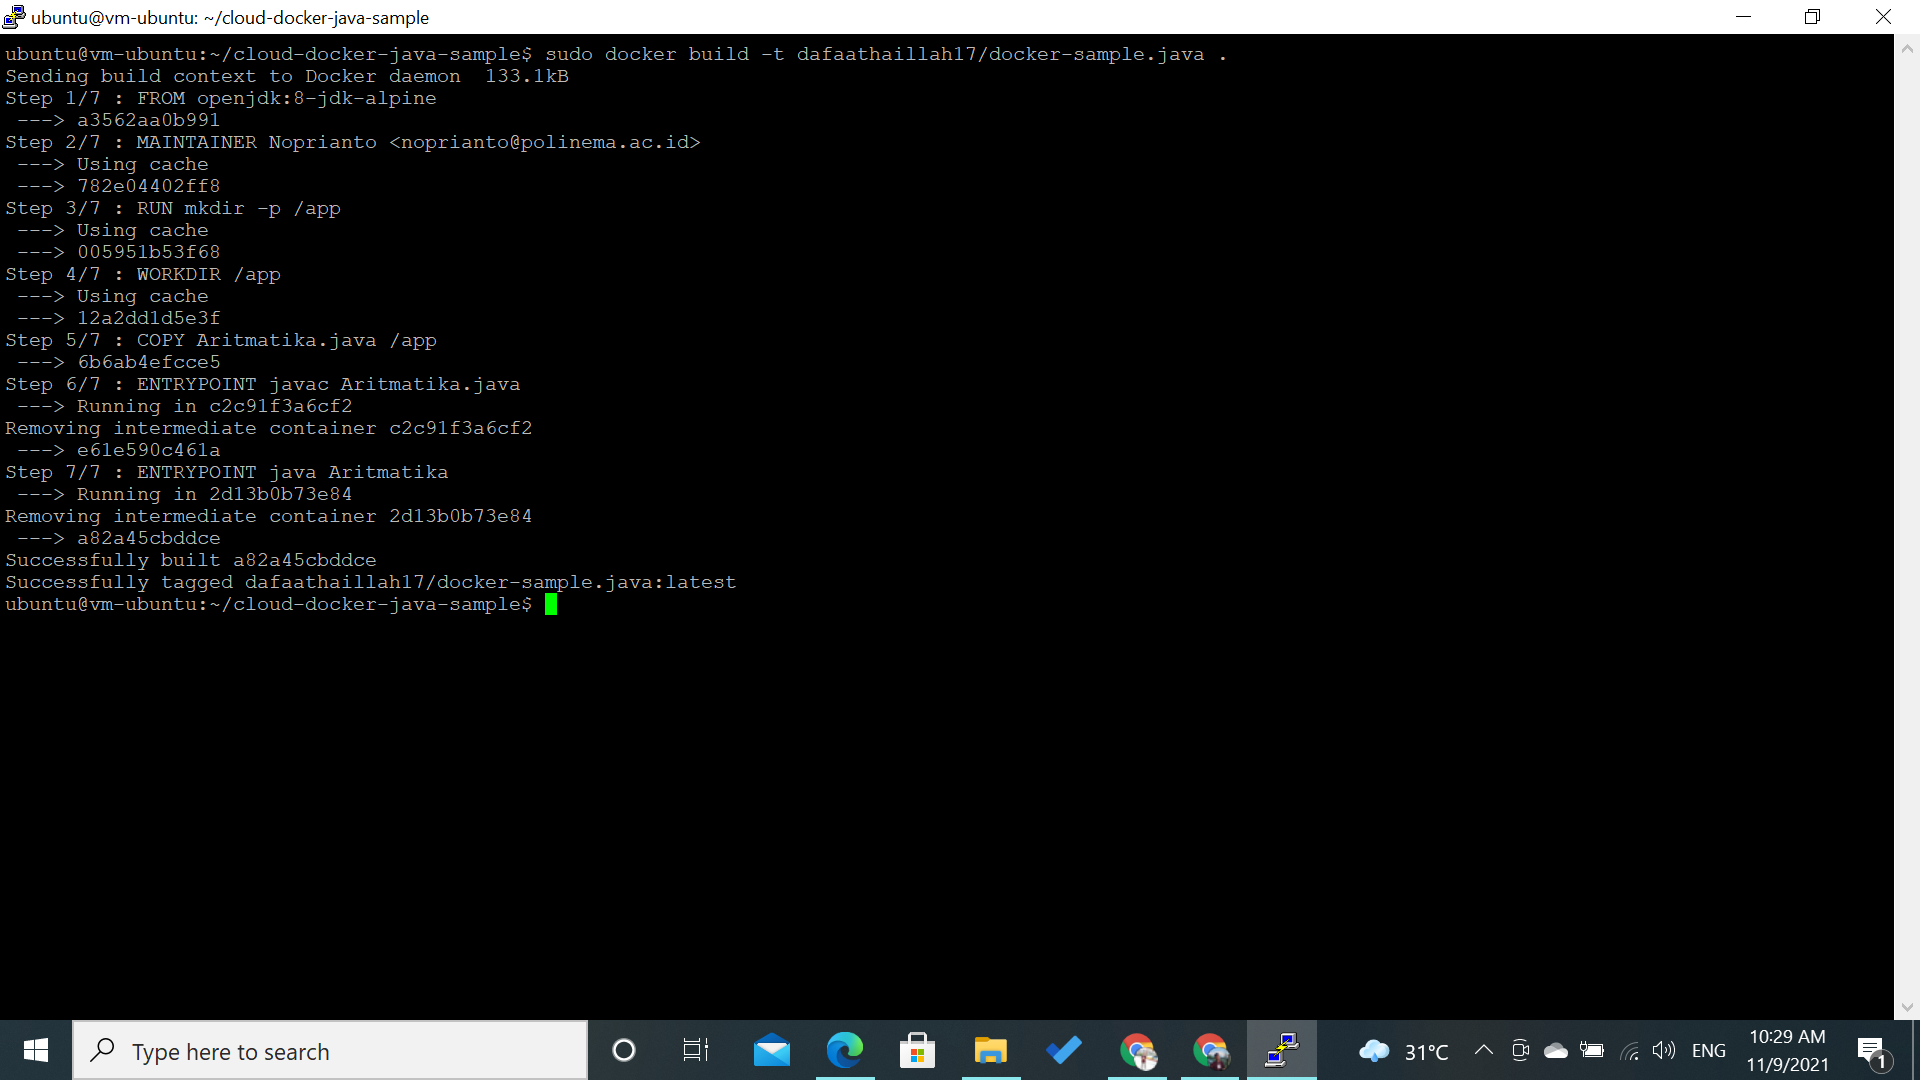 ubuntu@vm-ubuntu: ~/cloud-docker-java-sample
ubuntu@vm-ubuntu:~/cloud-docker-java-sample$ sudo docker build -t dafaathaillah17/docker-sample.java .
Sending build context to Docker daemon  133.1kB
Step 1/7 : FROM openjdk:8-jdk-alpine
 ---> a3562aa0b991
Step 2/7 : MAINTAINER Noprianto <noprianto@polinema.ac.id>
 ---> Using cache
 ---> 782e04402ff8
Step 3/7 : RUN mkdir -p /app
 ---> Using cache
 ---> 005951b53f68
Step 4/7 : WORKDIR /app
 ---> Using cache
 ---> 12a2dd1d5e3f
Step 5/7 : COPY Aritmatika.java /app
 ---> 6b6ab4efcce5
Step 6/7 : ENTRYPOINT javac Aritmatika.java
 ---> Running in c2c91f3a6cf2
Removing intermediate container c2c91f3a6cf2
 ---> e61e590c461a
Step 7/7 : ENTRYPOINT java Aritmatika
 ---> Running in 2d13b0b73e84
Removing intermediate container 2d13b0b73e84
 ---> a82a45cbddce
Successfully built a82a45cbddce
Successfully tagged dafaathaillah17/docker-sample.java:latest
ubuntu@vm-ubuntu:~/cloud-docker-java-sample$
Type here to search
31°C
ENG
10:29 AM
11/9/2021
1